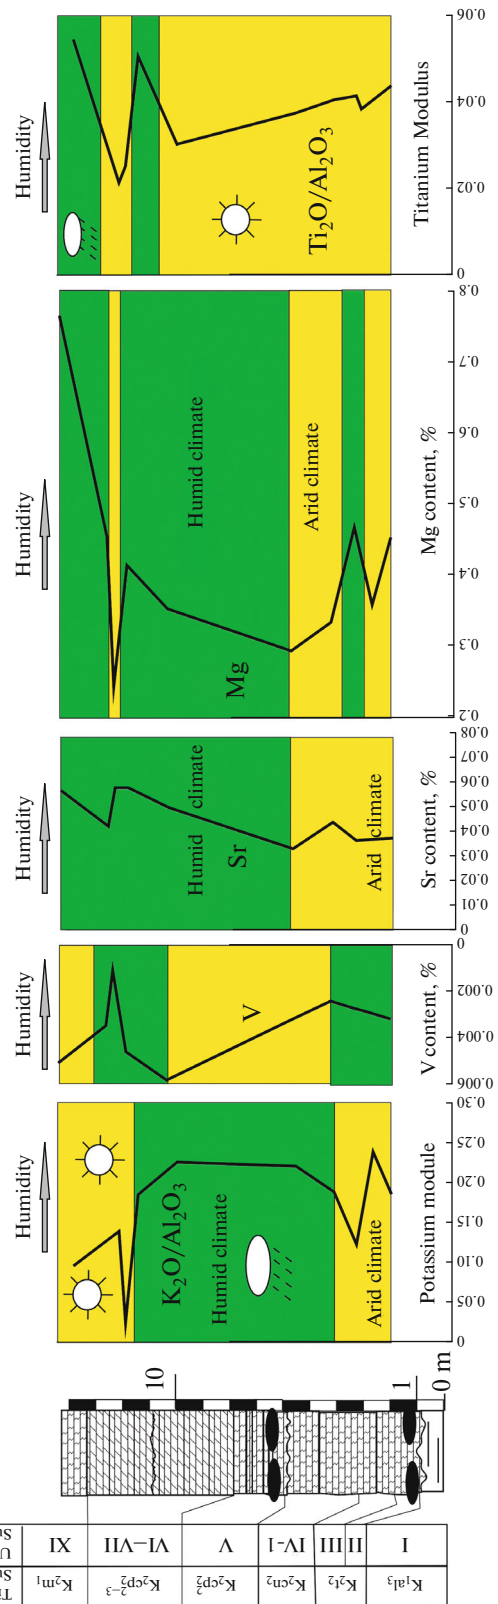 Humidity
Ti₂O/Al₂O₃
Titanium Modulus
0 0.02 0.04 0.06
Humidity
Humid climate
Arid climate
Mg
Mg content, %
0.2 0.3 0.4 0.5 0.6 0.7 0.8
Humidity
Humid climate
Sr
Arid climate
Sr content, %
0 0.01 0.02 0.03 0.04 0.05 0.06 0.07 0.08
Humidity
V
V content, %
0.006 0.004 0.002 0
Humidity
K₂O/Al₂O₃
Humid climate
Arid climate
Potassium module
0 0.05 0.10 0.15 0.20 0.25 0.30
10
1
0 m
XI
VI–VII
V
IV-1
III
II
I
K₂m₁
K₂cp₂²⁻³
K₂cp₂²
K₂cn₂
K₂t₂
K₁al₃